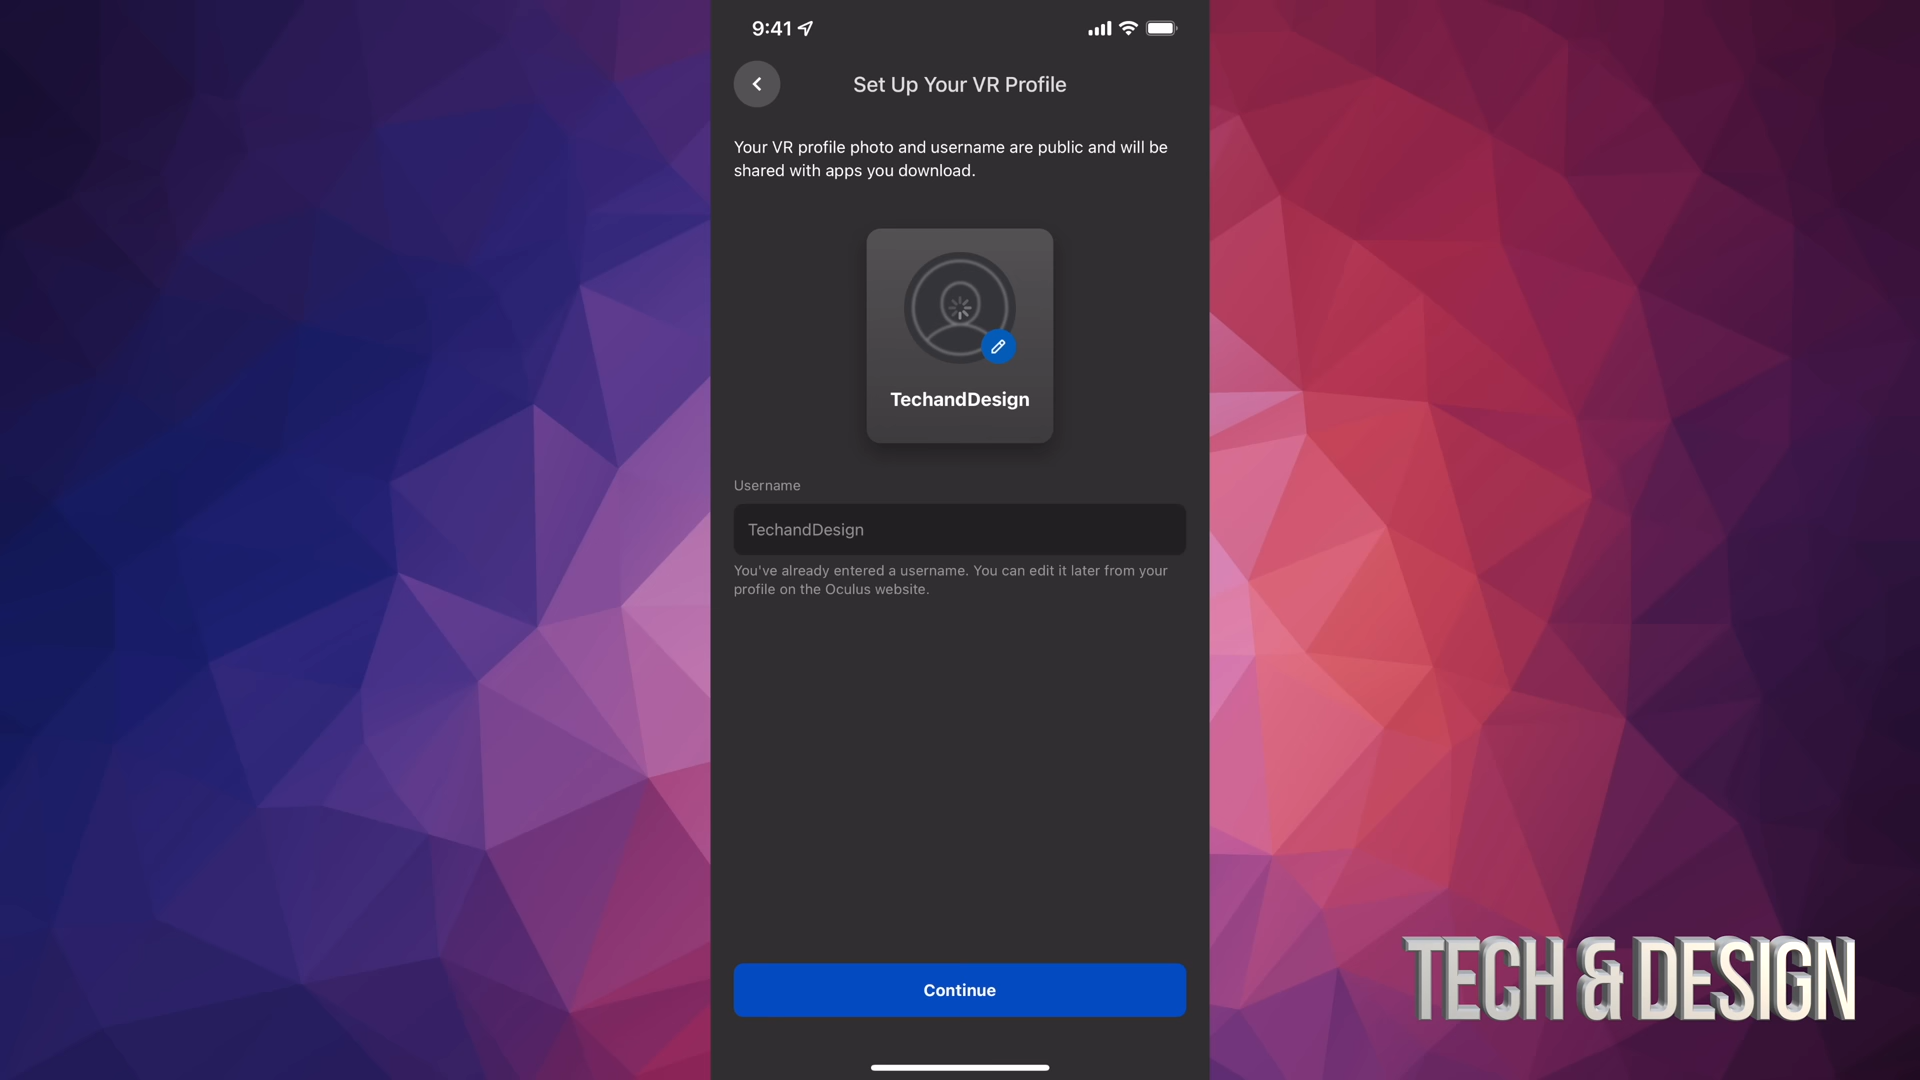 9:41
Set Up Your VR Profile
Your VR profile photo and username are public and will be
shared with apps you download.
TechandDesign
Username
TechandDesign
You've already entered a username. You can edit it later from your
profile on the Oculus website.
Continue
TECH & DESIGN